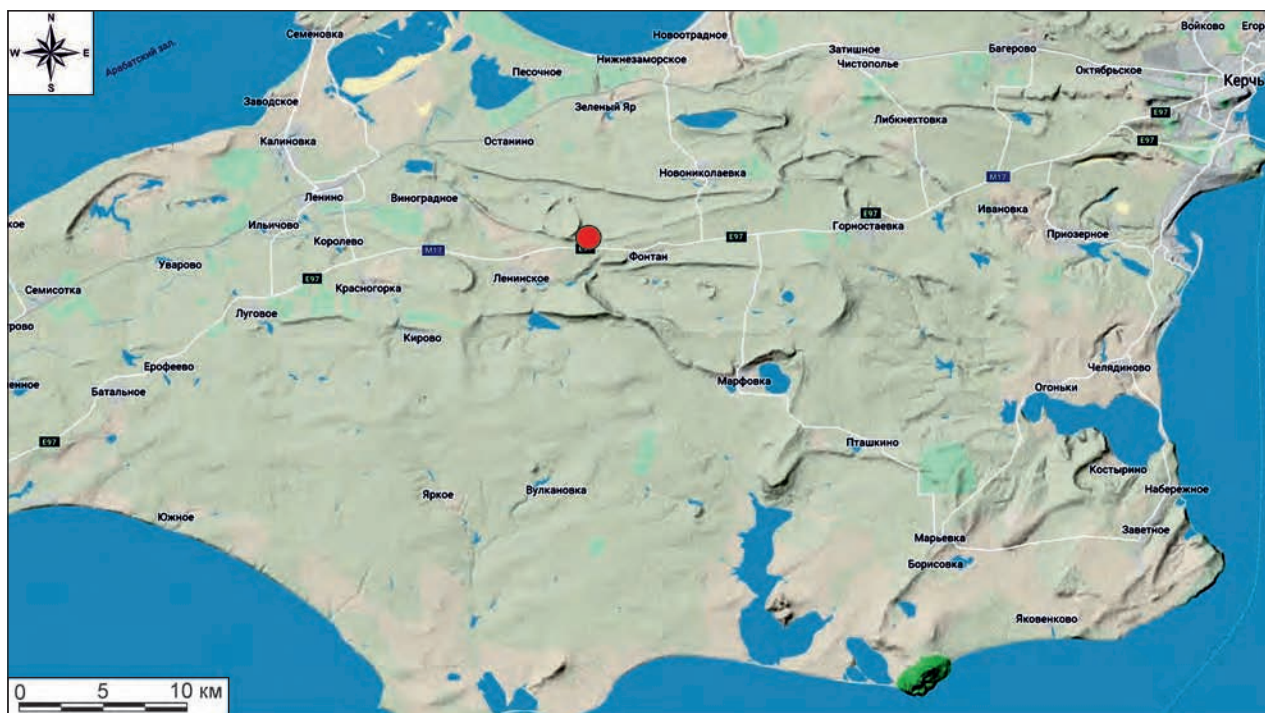 N
W E
S
Арабатский зал.
Семеновка
Новоотрадное
Войково
Егор
Нижнезаморское
Затишное
Чистополье
Багерово
Октябрьское
Керчь
Песочное
Заводское
Зеленый Яр
Калиновка
Останино
Либкнехтовка
E97
E97
Новониколаевка
M17
Ленино
Виноградное
Ивановка
кое
Ильичово
E97
Королево
Горностаевка
Приозерное
M17
E97
Фонтан
Уварово
E97
Ленинское
Семисотка
Красногорка
урово
Луговое
Кирово
Ерофеево
Челядиново
енное
Батальное
Марфовка
Огоньки
E97
Пташкино
Костырино
Яркое
Вулкановка
Набережное
Южное
Заветное
Марьевка
Борисовка
Яковенково
0 5 10 км